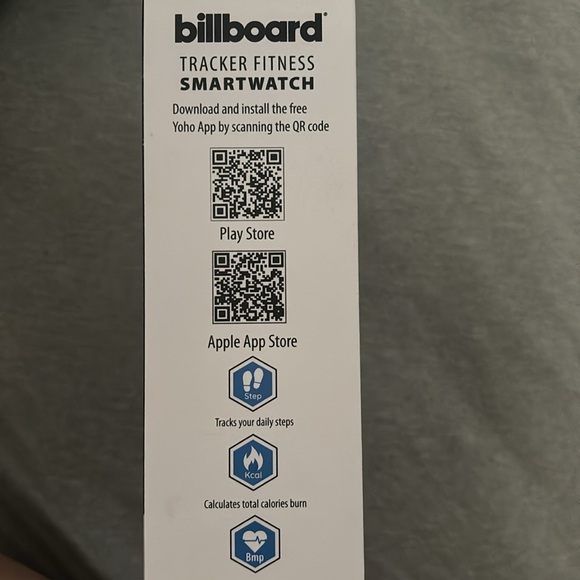 billboard®
TRACKER FITNESS
SMARTWATCH
Download and install the free
Yoho App by scanning the QR code
Play Store
Apple App Store
Step
Tracks your daily steps
Kcal
Calculates total calories burn
Bmp